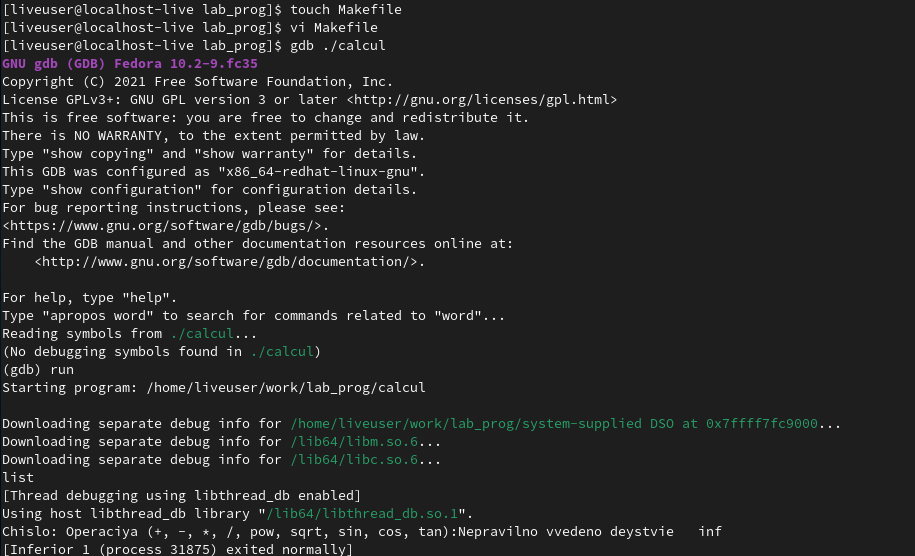 [liveuser@localhost-live lab_prog]$ touch Makefile
[liveuser@localhost-live lab_prog]$ vi Makefile
[liveuser@localhost-live lab_prog]$ gdb ./calcul
GNU gdb (GDB) Fedora 10.2-9.fc35
Copyright (C) 2021 Free Software Foundation, Inc.
License GPLv3+: GNU GPL version 3 or later <http://gnu.org/licenses/gpl.html>
This is free software: you are free to change and redistribute it.
There is NO WARRANTY, to the extent permitted by law.
Type "show copying" and "show warranty" for details.
This GDB was configured as "x86_64-redhat-linux-gnu".
Type "show configuration" for configuration details.
For bug reporting instructions, please see:
<https://www.gnu.org/software/gdb/bugs/>.
Find the GDB manual and other documentation resources online at:
    <http://www.gnu.org/software/gdb/documentation/>.

For help, type "help".
Type "apropos word" to search for commands related to "word"...
Reading symbols from ./calcul...
(No debugging symbols found in ./calcul)
(gdb) run
Starting program: /home/liveuser/work/lab_prog/calcul

Downloading separate debug info for /home/liveuser/work/lab_prog/system-supplied DSO at 0x7ffff7fc9000...
Downloading separate debug info for /lib64/libm.so.6...
Downloading separate debug info for /lib64/libc.so.6...
list
[Thread debugging using libthread_db enabled]
Using host libthread_db library "/lib64/libthread_db.so.1".
Chislo: Operaciya (+, -, *, /, pow, sqrt, sin, cos, tan):Nepravilno vvedeno deystvie   inf
[Inferior 1 (process 31875) exited normally]